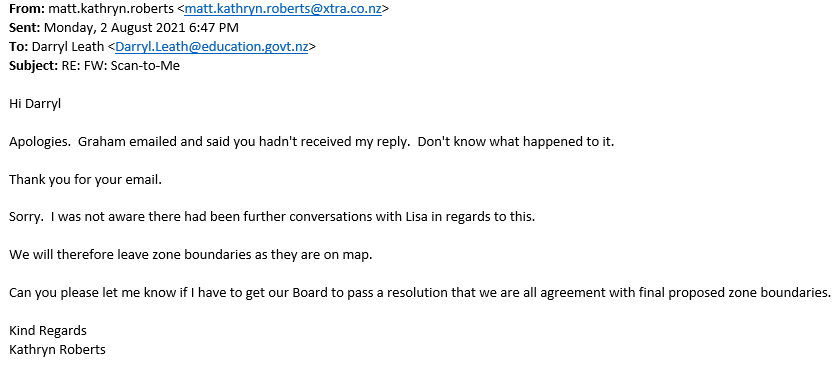 From: matt.kathryn.roberts <matt.kathryn.roberts@xtra.co.nz>
Sent: Monday, 2 August 2021 6:47 PM
To: Darryl Leath <Darryl.Leath@education.govt.nz>
Subject: RE: FW: Scan-to-Me
Hi Darryl
Apologies.  Graham emailed and said you hadn't received my reply.  Don't know what happened to it.
Thank you for your email.
Sorry.  I was not aware there had been further conversations with Lisa in regards to this.
We will therefore leave zone boundaries as they are on map.
Can you please let me know if I have to get our Board to pass a resolution that we are all agreement with final proposed zone boundaries.
Kind Regards
Kathryn Roberts